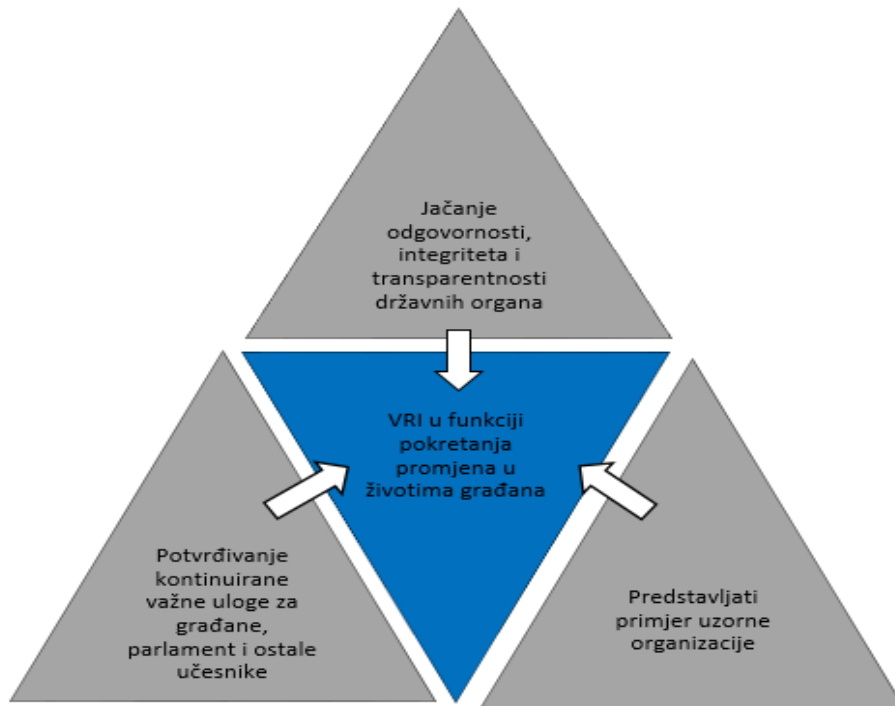 Jačanje
odgovornosti,
integriteta i
transparentnosti
državnih organa
VRI u funkciji
pokretanja
promjena u
životima građana
Potvrđivanje
kontinuirane
važne uloge za
građane,
parlament i ostale
učesnike
Predstavljati
primjer uzorne
organizacije